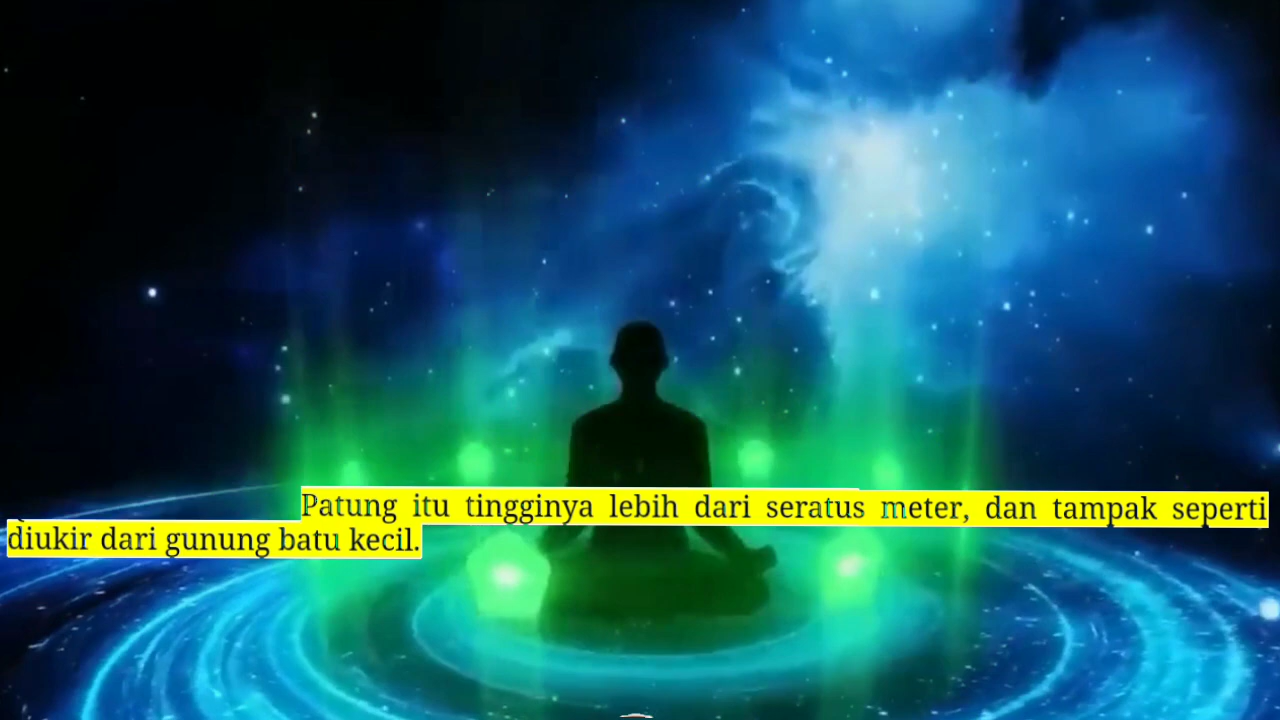 Patung itu tingginya lebih dari seratus meter, dan tampak seperti
diukir dari gunung batu kecil.